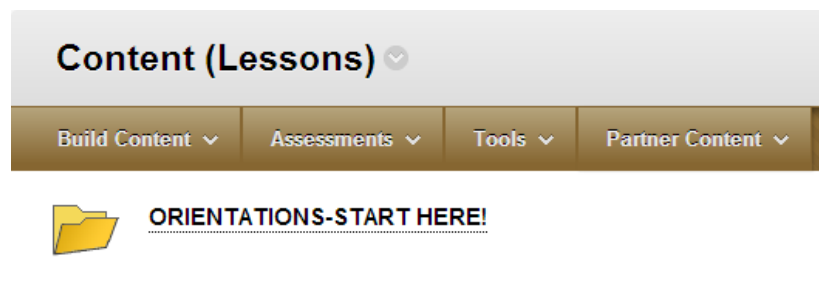 Content (Lessons)
Build Content Assessments Tools Partner Content
ORIENTATIONS-START HERE!